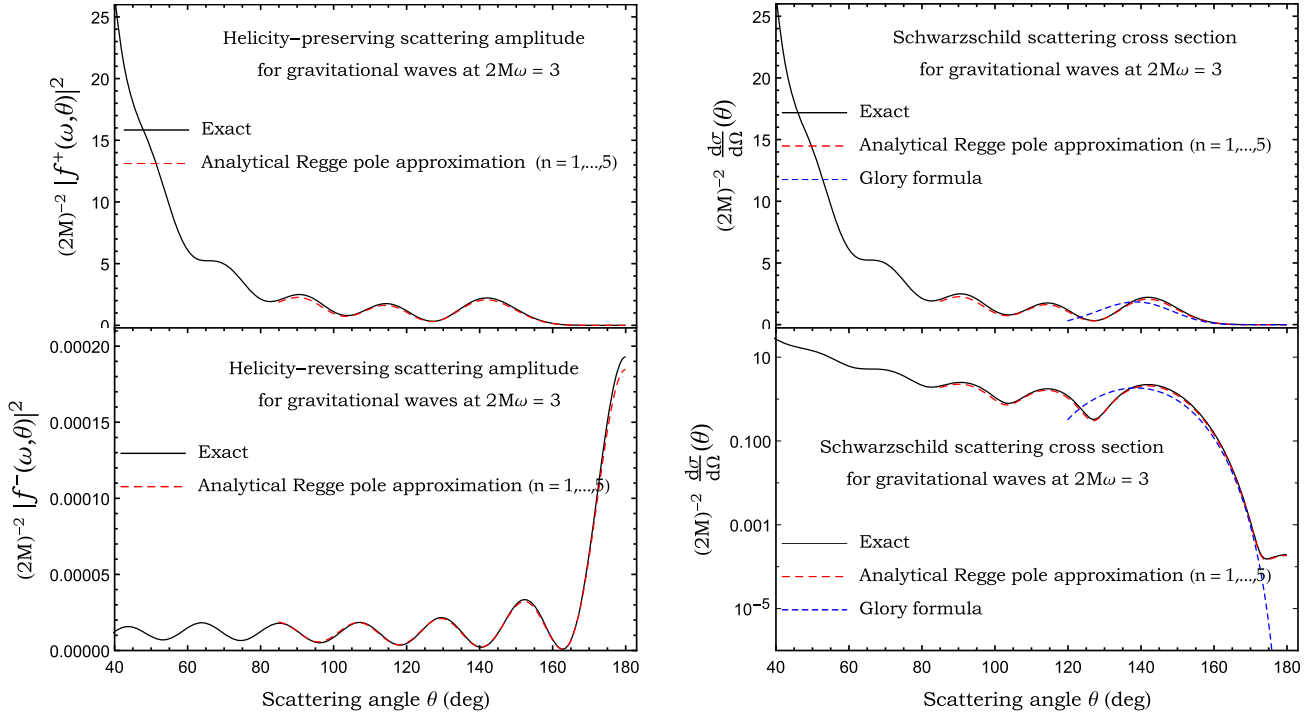 25
20
15
10
5
0
(2M)⁻² |f⁺(ω,θ)|²
Helicity−preserving scattering amplitude
for gravitational waves at 2Mω = 3
Exact
Analytical Regge pole approximation (n = 1,...,5)
0.00020
0.00015
0.00010
0.00005
0.00000
(2M)⁻² |f⁻(ω,θ)|²
Helicity−reversing scattering amplitude
for gravitational waves at 2Mω = 3
Exact
Analytical Regge pole approximation (n = 1,...,5)
40 60 80 100 120 140 160 180
Scattering angle θ (deg)
25
20
15
10
5
0
(2M)⁻² dσ/dΩ(θ)
Schwarzschild scattering cross section
for gravitational waves at 2Mω = 3
Exact
Analytical Regge pole approximation (n = 1,...,5)
Glory formula
10
0.100
0.001
10⁻⁵
(2M)⁻² dσ/dΩ(θ)
Schwarzschild scattering cross section
for gravitational waves at 2Mω = 3
Exact
Analytical Regge pole approximation (n = 1,...,5)
Glory formula
40 60 80 100 120 140 160 180
Scattering angle θ (deg)